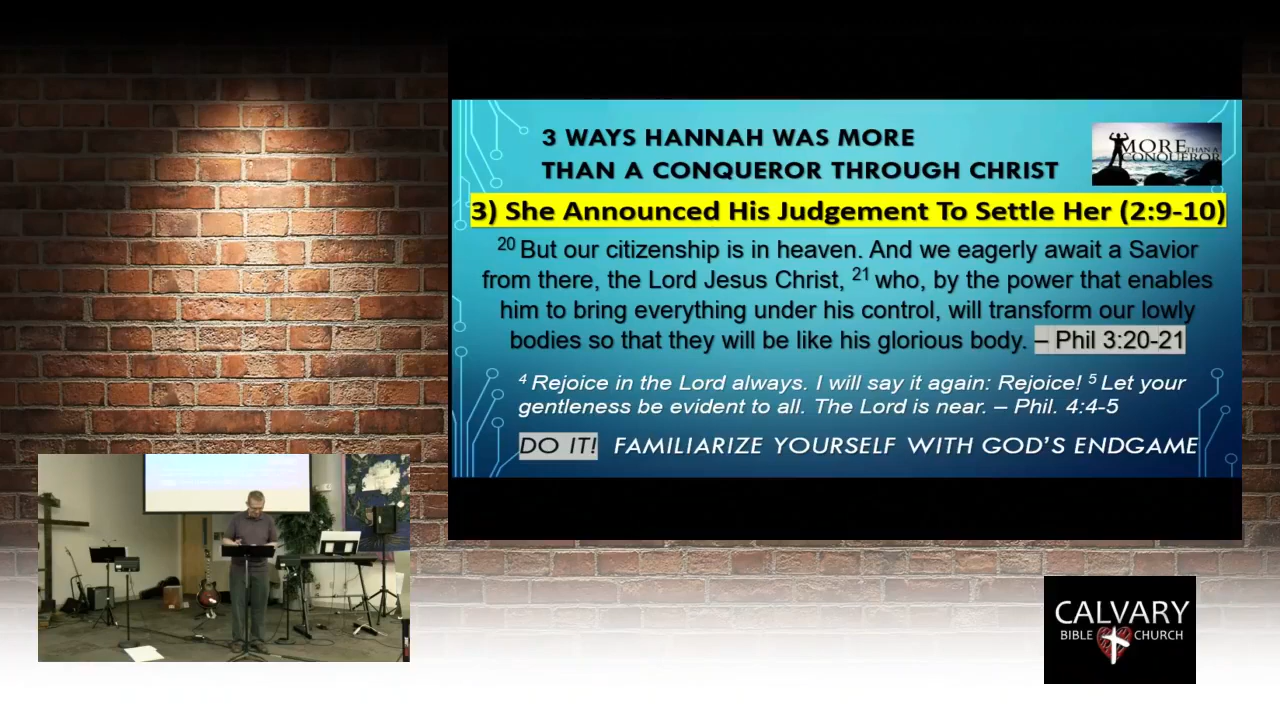 3 WAYS HANNAH WAS MORE
THAN A CONQUEROR THROUGH CHRIST
MORE THAN A
CONQUEROR
3) She Announced His Judgement To Settle Her (2:9-10)
20 But our citizenship is in heaven. And we eagerly await a Savior
from there, the Lord Jesus Christ, 21 who, by the power that enables
him to bring everything under his control, will transform our lowly
bodies so that they will be like his glorious body. – Phil 3:20-21
4 Rejoice in the Lord always. I will say it again: Rejoice! 5 Let your
gentleness be evident to all. The Lord is near. – Phil. 4:4-5
DO IT! FAMILIARIZE YOURSELF WITH GOD'S ENDGAME
CALVARY
BIBLE CHURCH